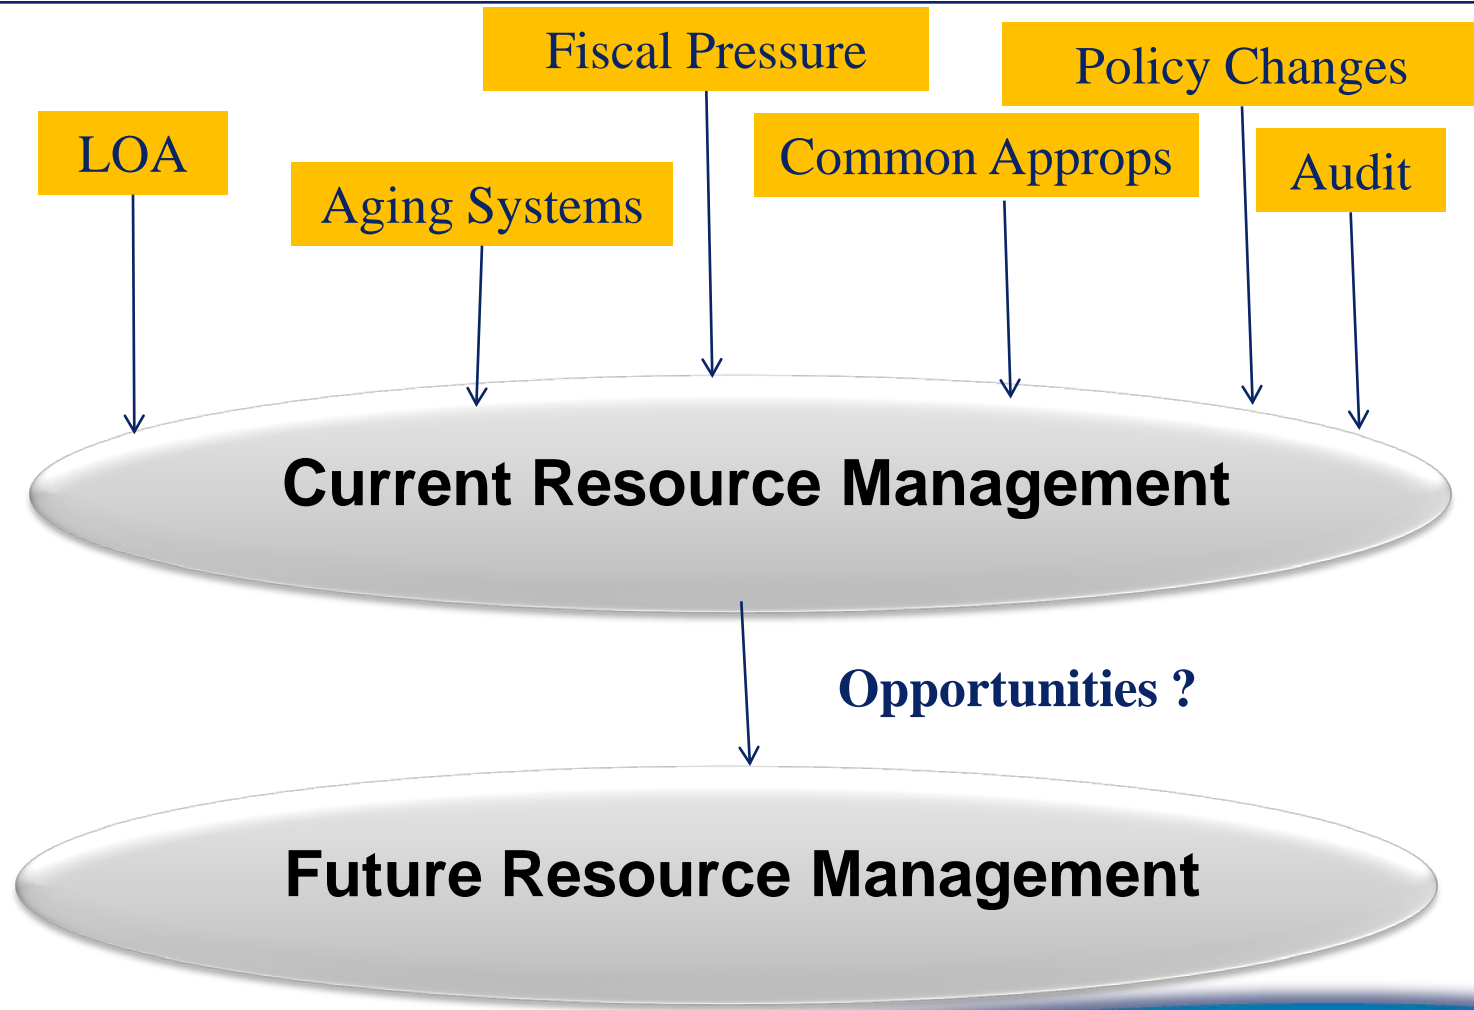 Fiscal Pressure
Policy Changes
LOA
Common Approps
Audit
Aging Systems
Current Resource Management
Opportunities ?
Future Resource Management